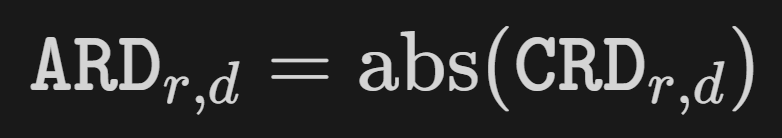 ARD_{r,d} = abs(CRD_{r,d})